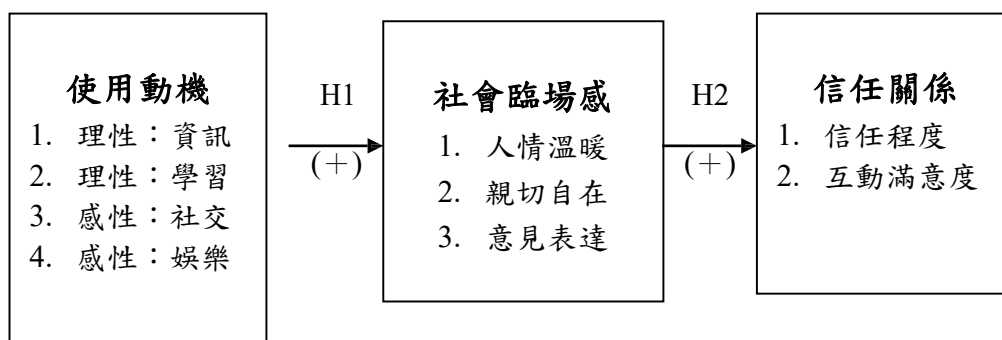 使用動機
1. 理性：資訊
2. 理性：學習
3. 感性：社交
4. 感性：娛樂
H1
(＋)
社會臨場感
1. 人情溫暖
2. 親切自在
3. 意見表達
H2
(＋)
信任關係
1. 信任程度
2. 互動滿意度